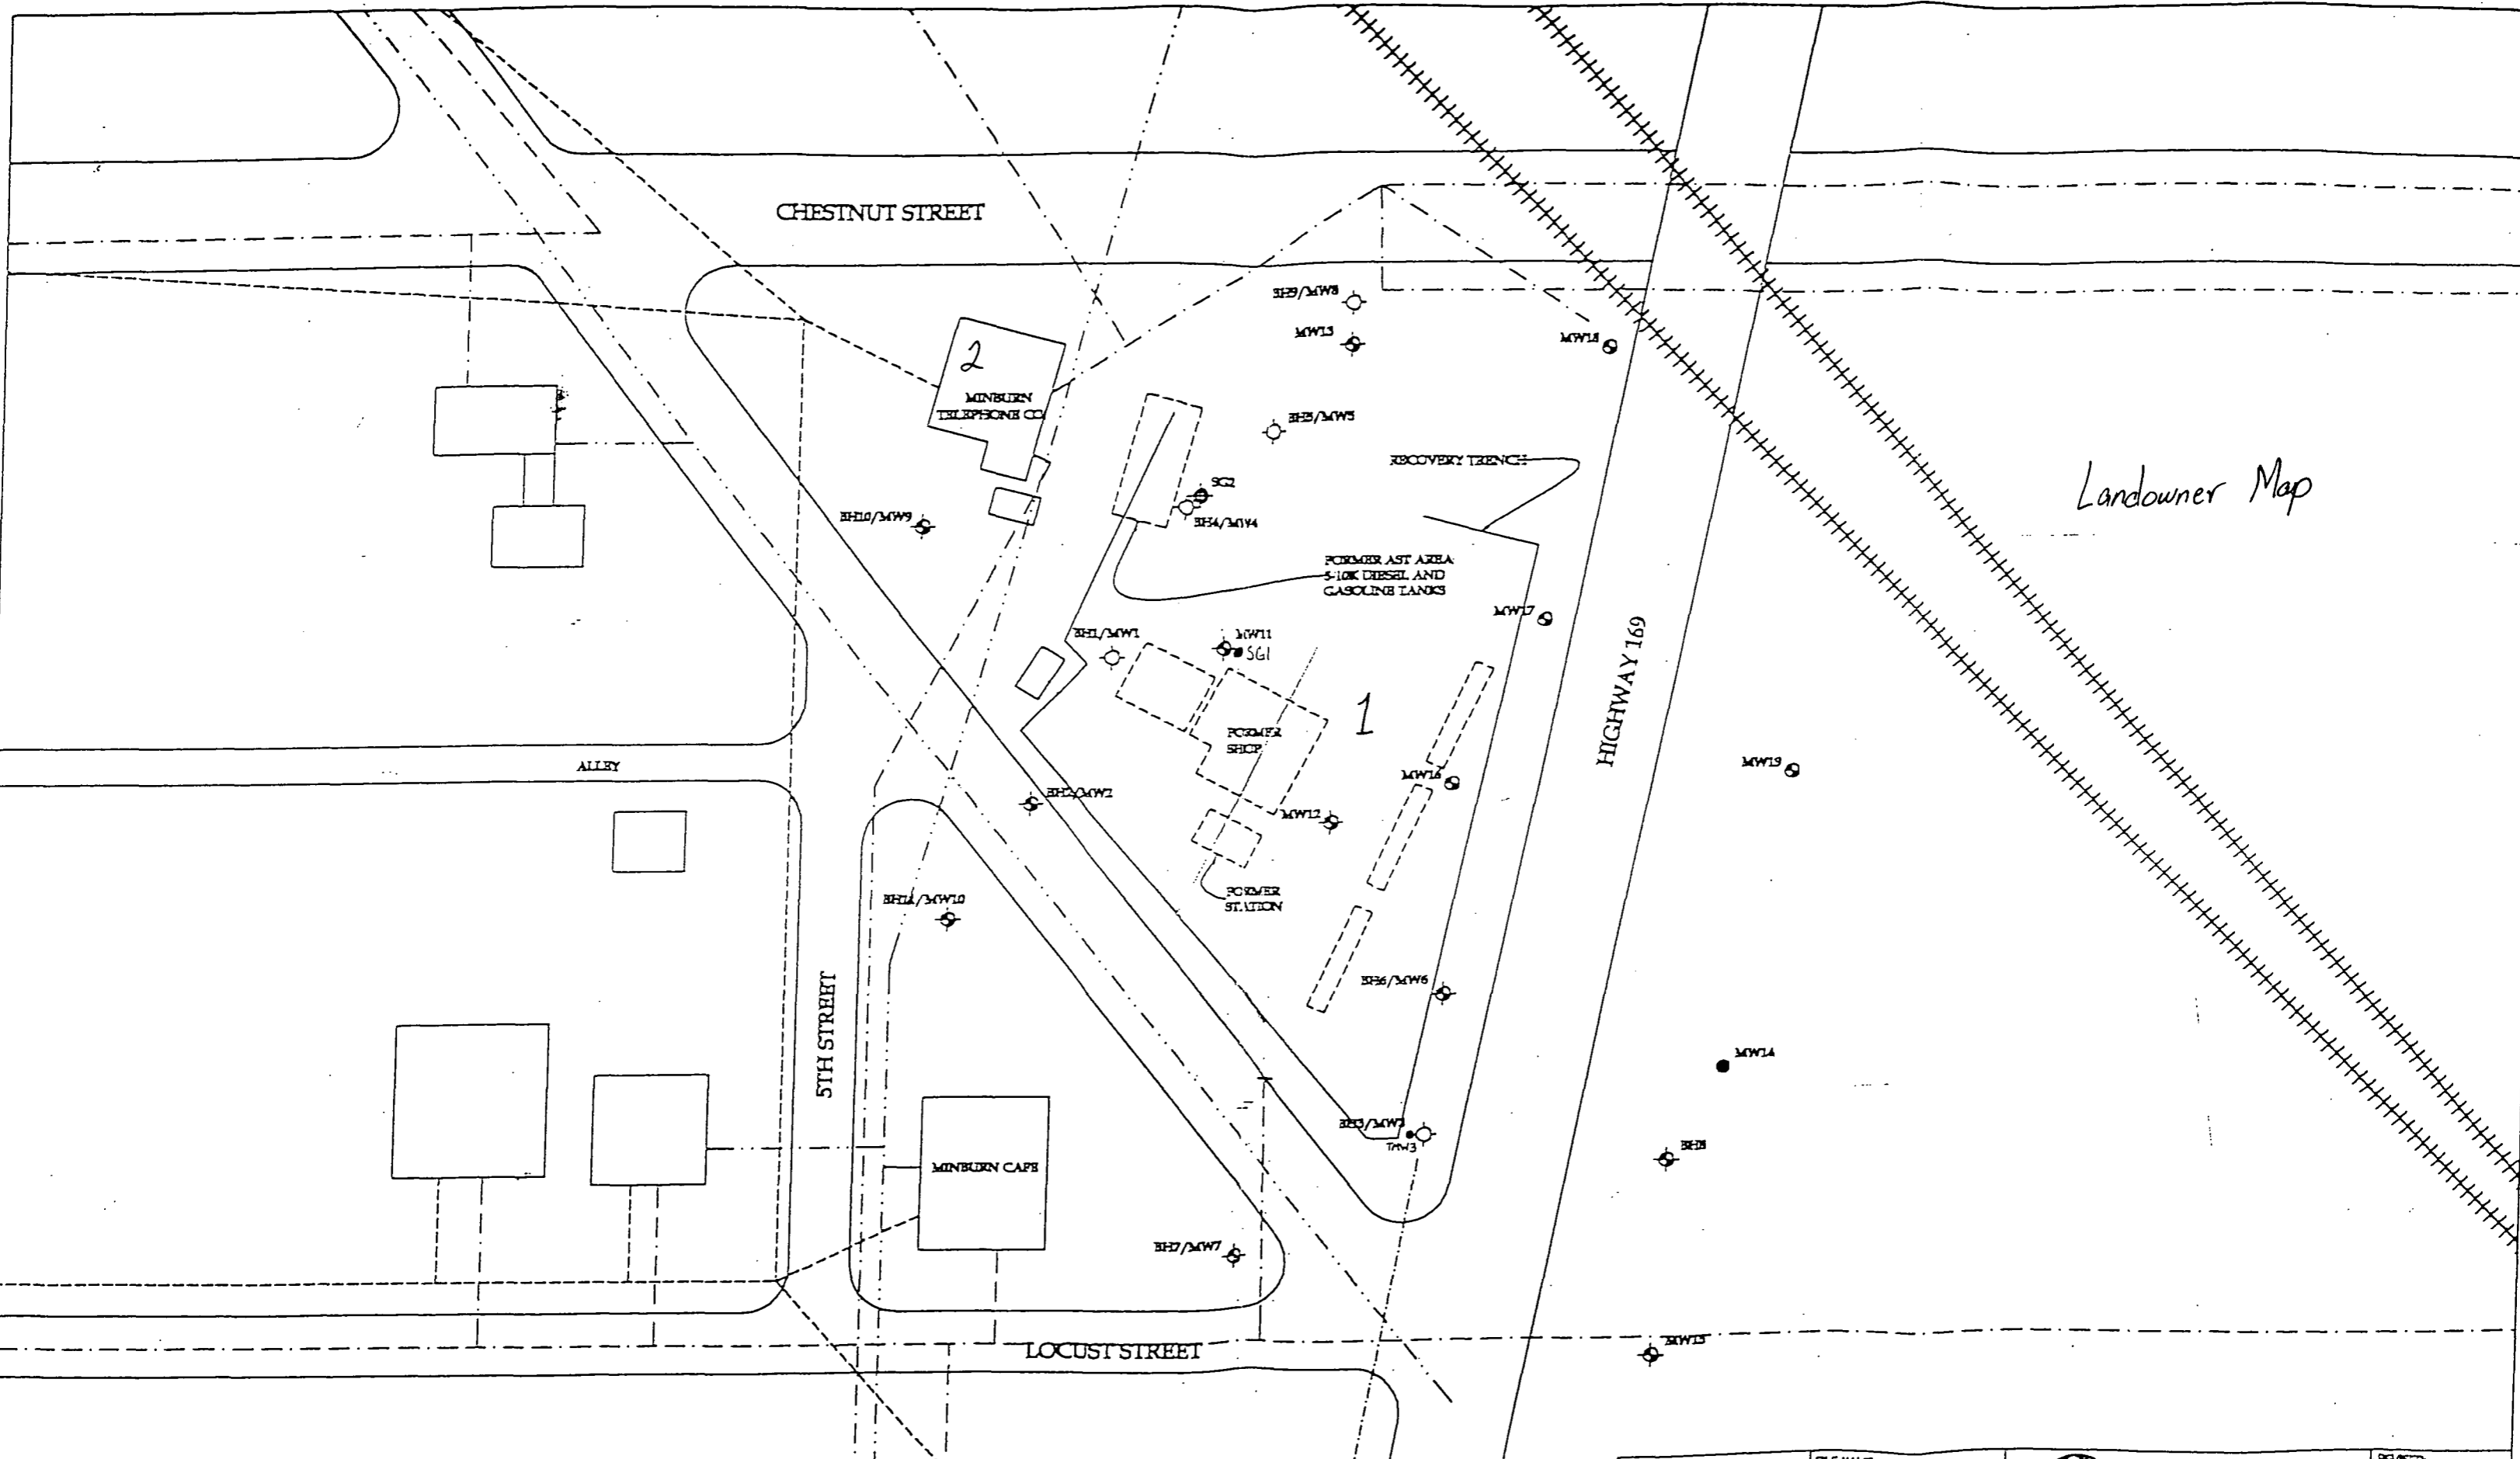 CHESTNUT STREET
BH9/MW8
MW13
MW18
2
MINBURN
TELEPHONE CO.
BH5/MW5
RECOVERY TRENCH
Landowner Map
SG2
BH10/MW9
BH4/MW4
FORMER AST AREA
5-10K DIESEL AND
GASOLINE TANKS
MW17
BH1/MW1
MW11
SG1
HIGHWAY 169
1
FORMER
SHOP
ALLEY
MW19
MW16
BH2/MW2
MW12
BH11/MW10
FORMER
STATION
5TH STREET
BH6/MW6
MW14
BH3/MW3
TMW3
BH8
MINBURN CAFE
BH7/MW7
LOCUST STREET
MW15